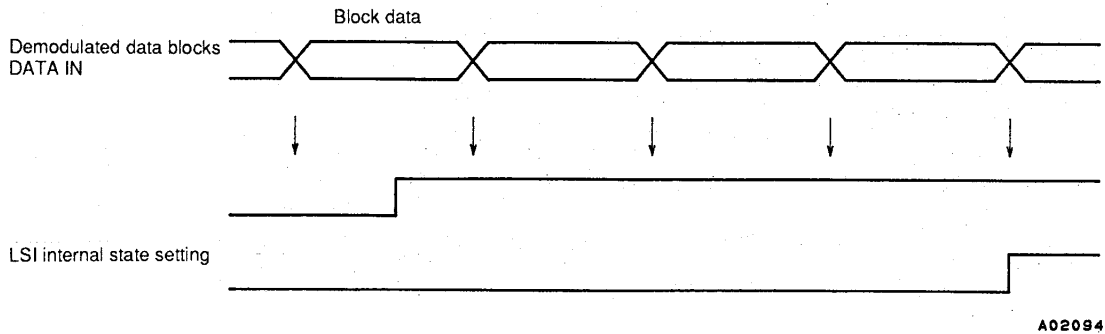 Block data
Demodulated data blocks
DATA IN
LSI internal state setting
A02094